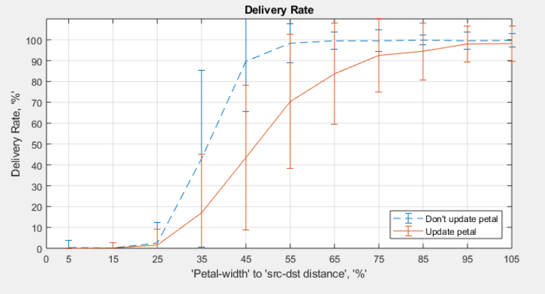 Delivery Rate
100
90
80
70
60
50
40
30
20
10
0
Delivery Rate, '%'
0 5 15 25 35 45 55 65 75 85 95 105
'Petal-width' to 'src-dst distance', '%'
Don't update petal
Update petal